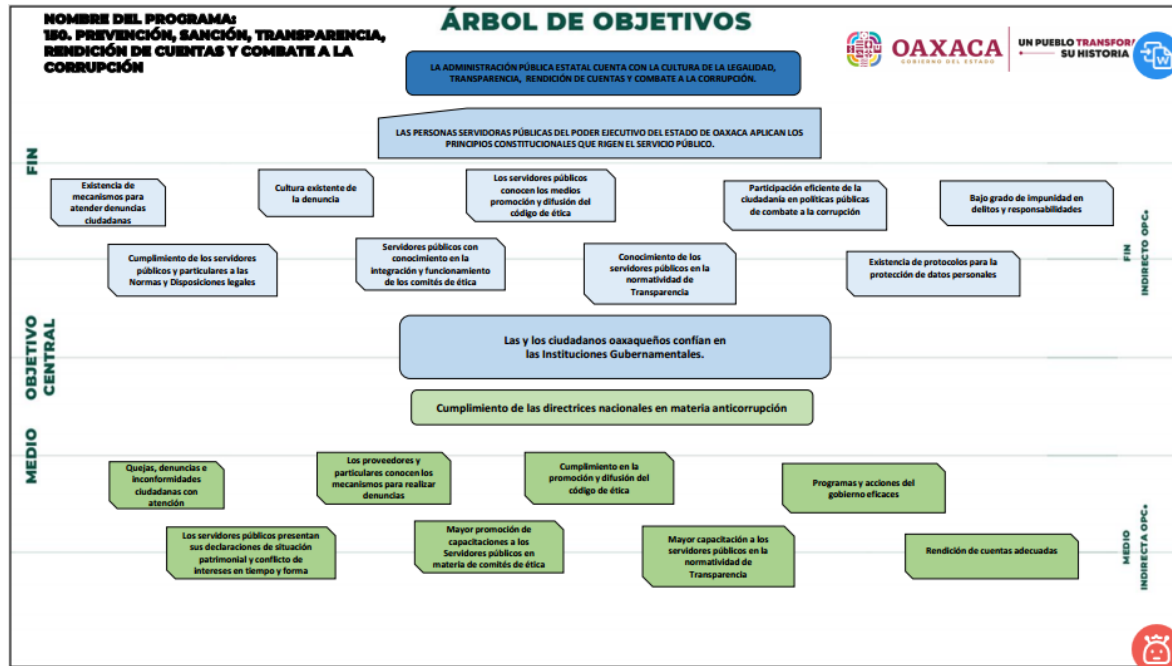 NOMBRE DEL PROGRAMA:
150. PREVENCIÓN, SANCIÓN, TRANSPARENCIA,
RENDICIÓN DE CUENTAS Y COMBATE A LA
CORRUPCIÓN
ÁRBOL DE OBJETIVOS
OAXACA
GOBIERNO DEL ESTADO
UN PUEBLO TRANSFOR
SU HISTORIA
W
LA ADMINISTRACIÓN PÚBLICA ESTATAL CUENTA CON LA CULTURA DE LA LEGALIDAD,
TRANSPARENCIA, RENDICIÓN DE CUENTAS Y COMBATE A LA CORRUPCIÓN.
LAS PERSONAS SERVIDORAS PÚBLICAS DEL PODER EJECUTIVO DEL ESTADO DE OAXACA APLICAN LOS
PRINCIPIOS CONSTITUCIONALES QUE RIGEN EL SERVICIO PÚBLICO.
FIN
Existencia de
mecanismos para
atender denuncias
ciudadanas
Cultura existente de
la denuncia
Los servidores públicos
conocen los medios
promoción y difusión del
código de ética
Participación eficiente de la
ciudadanía en políticas públicas
de combate a la corrupción
Bajo grado de impunidad en
delitos y responsabilidades
Cumplimiento de los servidores
públicos y particulares a las
Normas y Disposiciones legales
Servidores públicos con
conocimiento en la
integración y funcionamiento
de los comités de ética
Conocimiento de los
servidores públicos en la
normatividad de
Transparencia
Existencia de protocolos para la
protección de datos personales
FIN
INDIRECTO OPC.
OBJETIVO
CENTRAL
Las y los ciudadanos oaxaqueños confían en
las Instituciones Gubernamentales.
Cumplimiento de las directrices nacionales en materia anticorrupción
MEDIO
Quejas, denuncias e
inconformidades
ciudadanas con
atención
Los proveedores y
particulares conocen los
mecanismos para realizar
denuncias
Cumplimiento en la
promoción y difusión del
código de ética
Programas y acciones del
gobierno eficaces
Los servidores públicos presentan
sus declaraciones de situación
patrimonial y conflicto de
intereses en tiempo y forma
Mayor promoción de
capacitaciones a los
Servidores públicos en
materia de comités de ética
Mayor capacitación a los
servidores públicos en la
normatividad de
Transparencia
Rendición de cuentas adecuadas
MEDIO
INDIRECTA OPC.